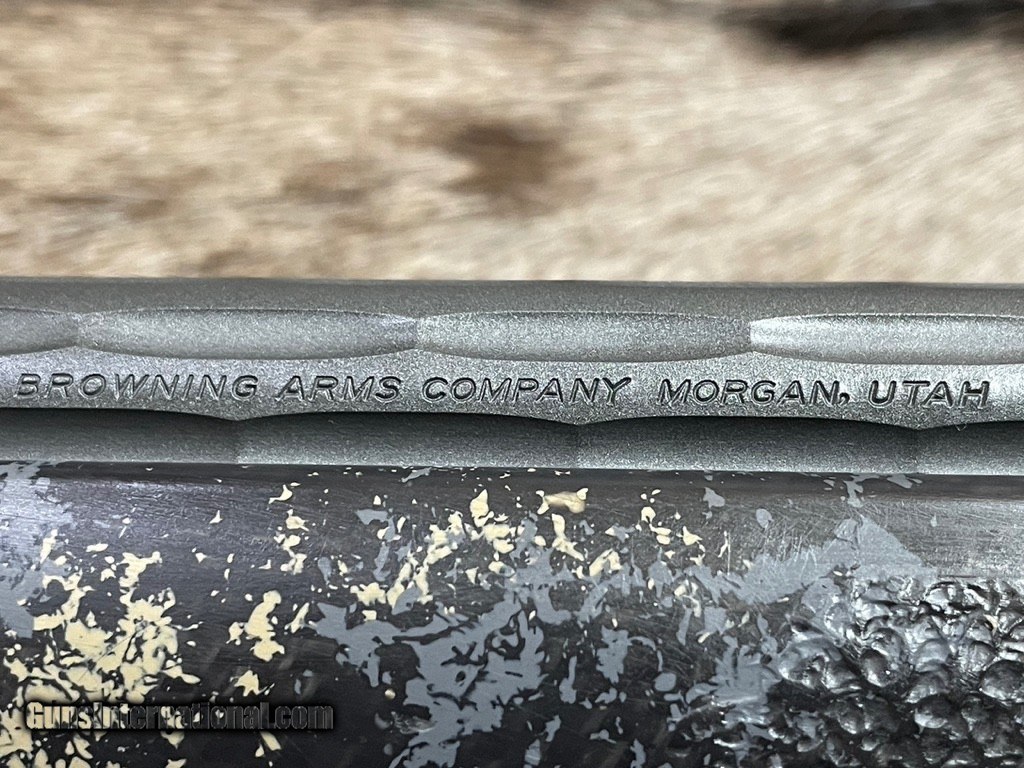 BROWNING ARMS COMPANY MORGAN, UTAH
GunsInternational.com